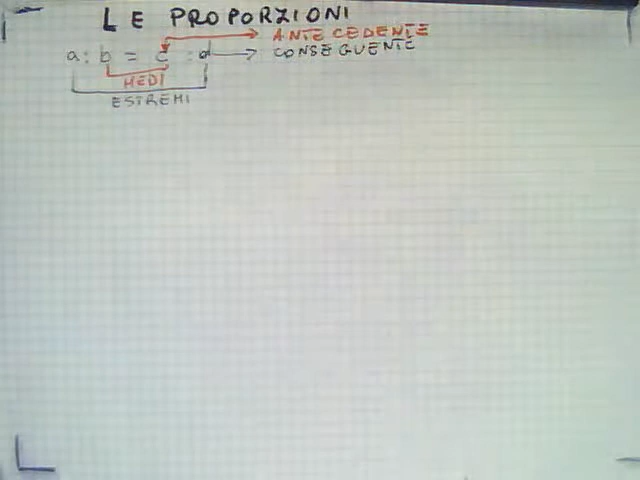 LE PROPORZIONI
ANTECEDENTE
a : b = c : d CONSEGUENTE
MEDI
ESTREMI